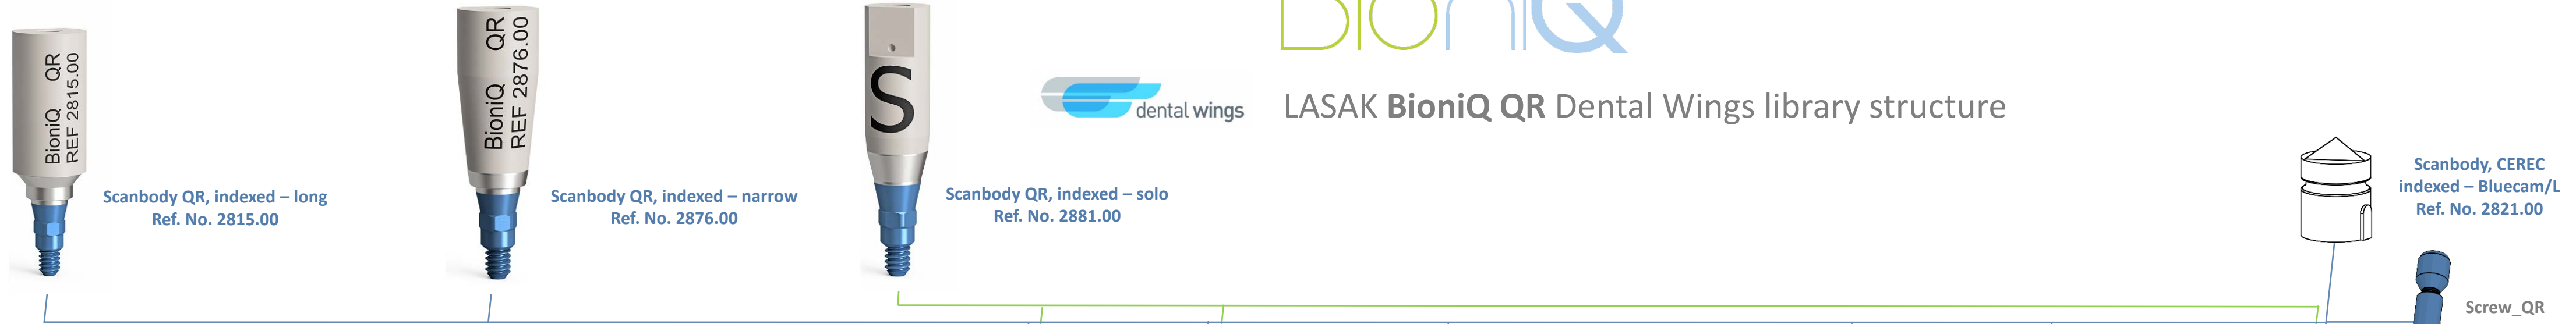 BioniQ
BioniQ QR
REF 2815.00
BioniQ QR
REF 2876.00
S
dental wings
LASAK BioniQ QR Dental Wings library structure
Scanbody QR, indexed – long
Ref. No. 2815.00
Scanbody QR, indexed – narrow
Ref. No. 2876.00
Scanbody QR, indexed – solo
Ref. No. 2881.00
Scanbody, CEREC
indexed – Bluecam/L
Ref. No. 2821.00
Screw_QR